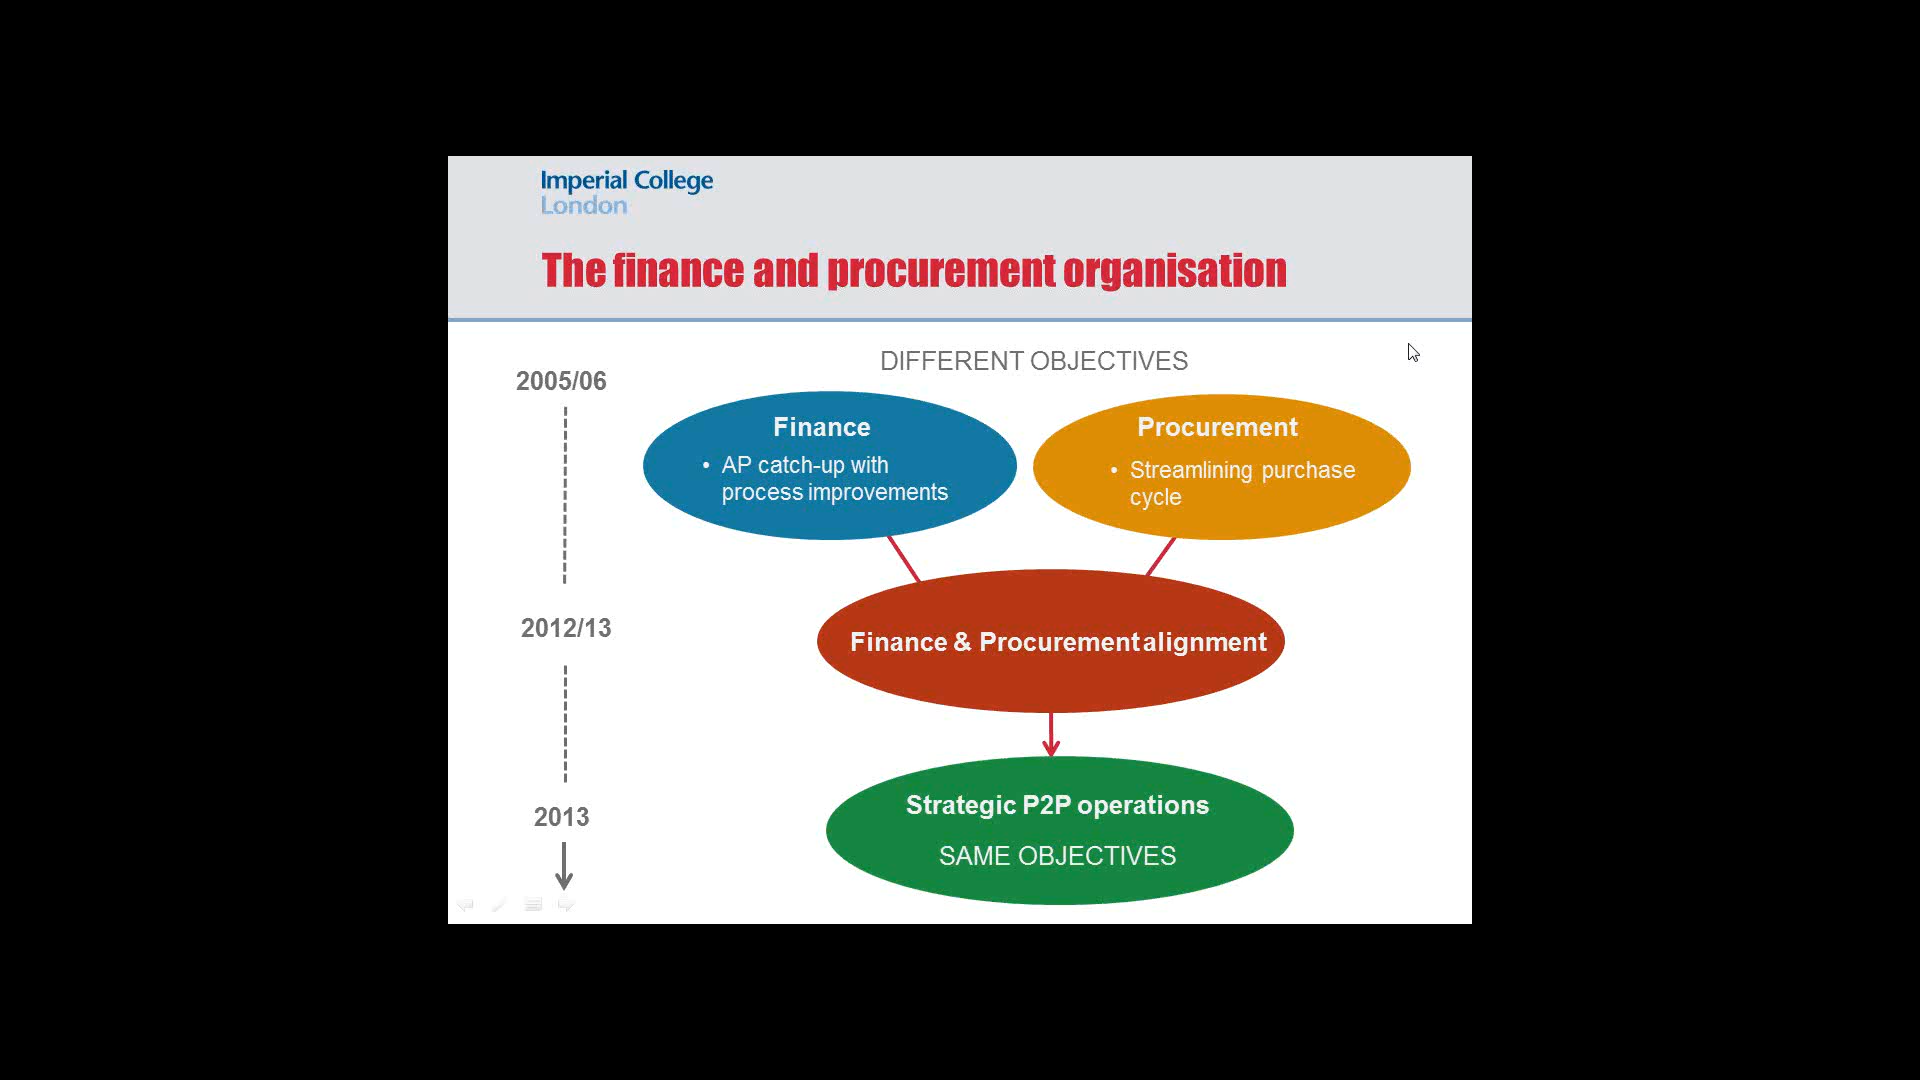 Imperial College
London
The finance and procurement organisation
DIFFERENT OBJECTIVES
2005/06
Finance
• AP catch-up with
process improvements
Procurement
• Streamlining purchase
cycle
2012/13
Finance & Procurement alignment
2013
Strategic P2P operations
SAME OBJECTIVES